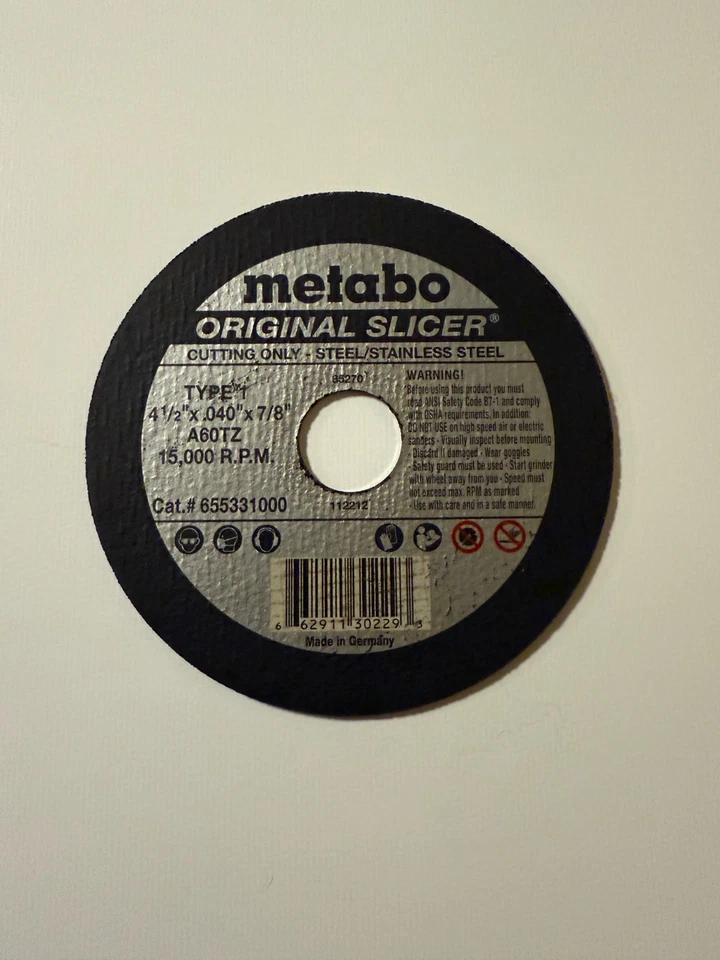 metabo
ORIGINAL SLICER®
CUTTING ONLY - STEEL/STAINLESS STEEL
TYPE 1
4 1/2" x .040" x 7/8"
A60TZ
15,000 R.P.M.
Cat.# 655331000
85270
112212
WARNING!
Before using this product you must
read ANSI Safety Code B7-1 and comply
with OSHA requirements. In addition:
DO NOT USE on high speed air or electric
sanders - Visually inspect before mounting
- Discard if damaged - Wear goggles
- Safety guard must be used - Start grinder
with wheel away from you - Speed must
not exceed max. RPM as marked
- Use with care and in a safe manner.
6 62911 30229 3
Made in Germany